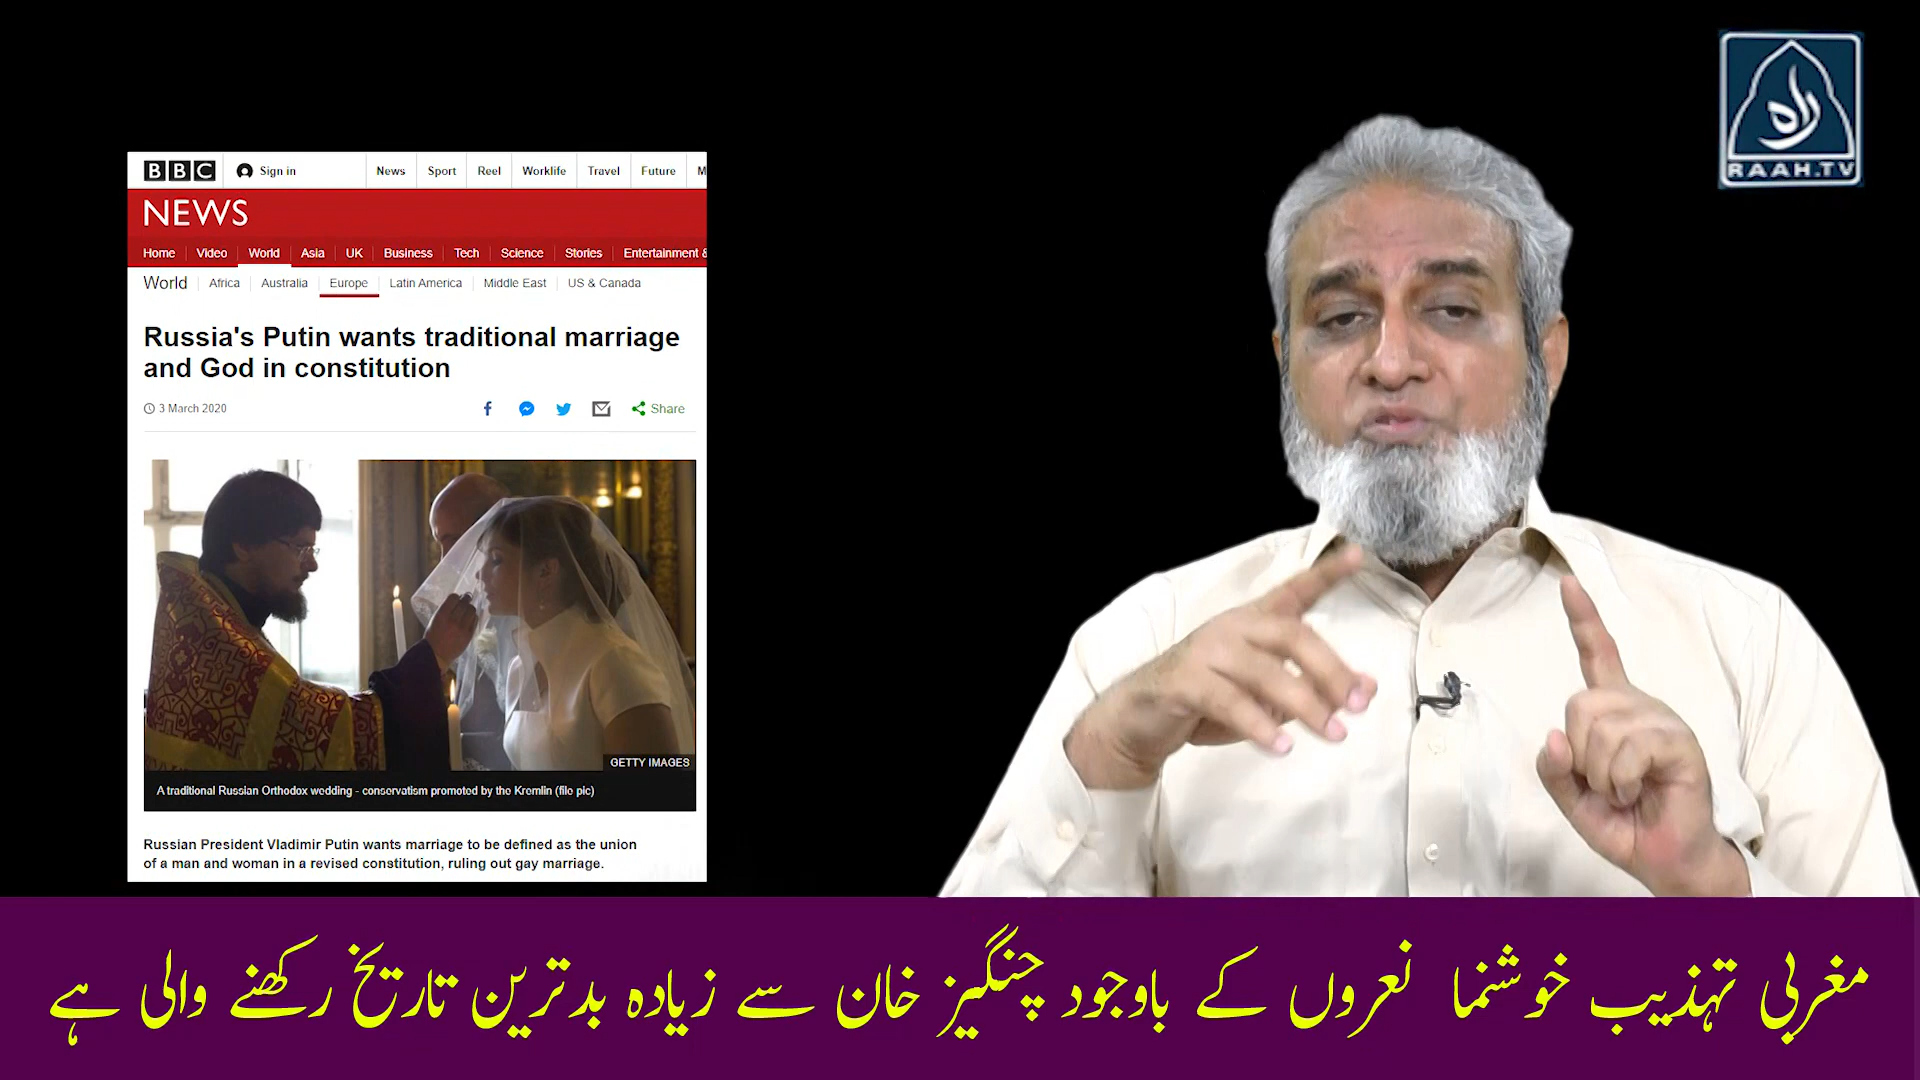 BBC Sign in News Sport Reel Worklife Travel Future M
NEWS
Home Video World Asia UK Business Tech Science Stories Entertainment &
World Africa Australia Europe Latin America Middle East US & Canada
Russia's Putin wants traditional marriage
and God in constitution
3 March 2020 Share
GETTY IMAGES
A traditional Russian Orthodox wedding - conservatism promoted by the Kremlin (file pic)
Russian President Vladimir Putin wants marriage to be defined as the union
of a man and woman in a revised constitution, ruling out gay marriage.
راہ
RAAH.TV
مغربی تہذیب خوشنما نعروں کے باوجود چنگیز خان سے زیادہ بدترین تاریخ رکھنے والی ہے